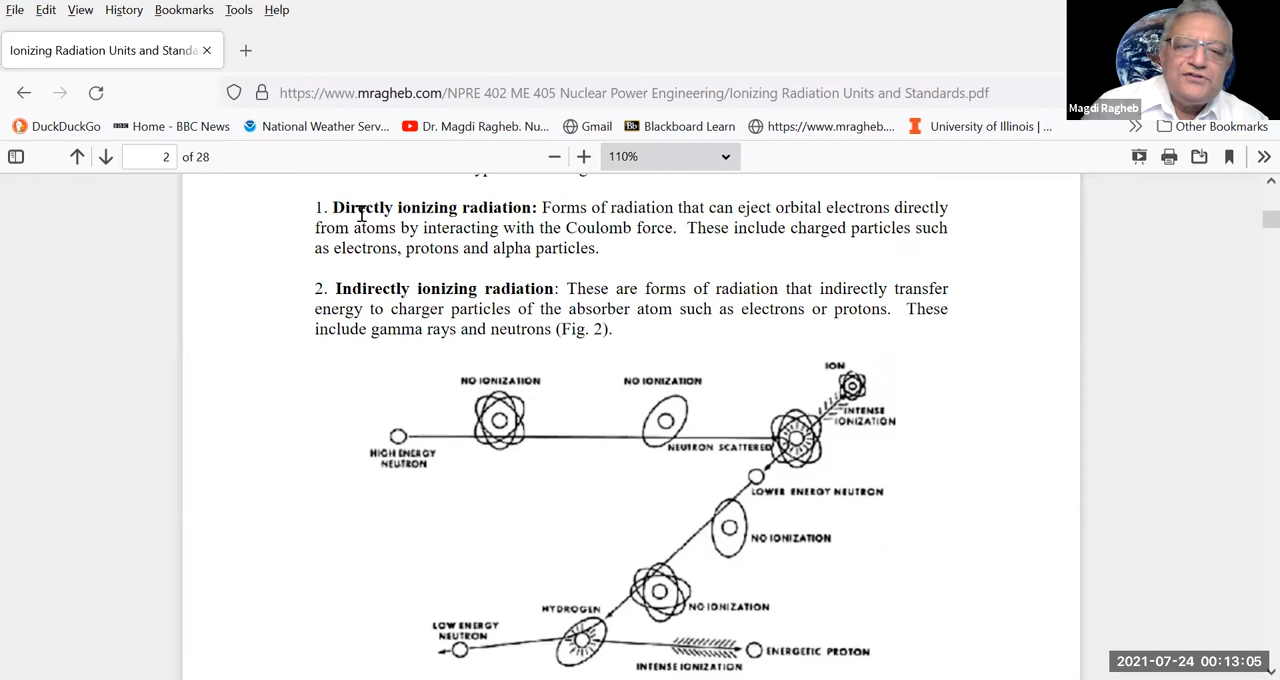 File Edit View History Bookmarks Tools Help
Ionizing Radiation Units and Standa
https://www.mragheb.com/NPRE 402 ME 405 Nuclear Power Engineering/Ionizing Radiation Units and Standards.pdf
Magdi Ragheb
DuckDuckGo BBC Home - BBC News National Weather Serv... Dr. Magdi Ragheb. Nu... Gmail Bb Blackboard Learn https://www.mragheb.... I University of Illinois |... Other Bookmarks
2 of 28 110%
1. Directly ionizing radiation: Forms of radiation that can eject orbital electrons directly
from atoms by interacting with the Coulomb force. These include charged particles such
as electrons, protons and alpha particles.
2. Indirectly ionizing radiation: These are forms of radiation that indirectly transfer
energy to charger particles of the absorber atom such as electrons or protons. These
include gamma rays and neutrons (Fig. 2).
ION
NO IONIZATION NO IONIZATION
INTENSE
IONIZATION
NEUTRON SCATTERED
HIGH ENERGY
NEUTRON
LOWER ENERGY NEUTRON
NO IONIZATION
NO IONIZATION
HYDROGEN
LOW ENERGY
NEUTRON
ENERGETIC PROTON
INTENSE IONIZATION
2021-07-24 00:13:05